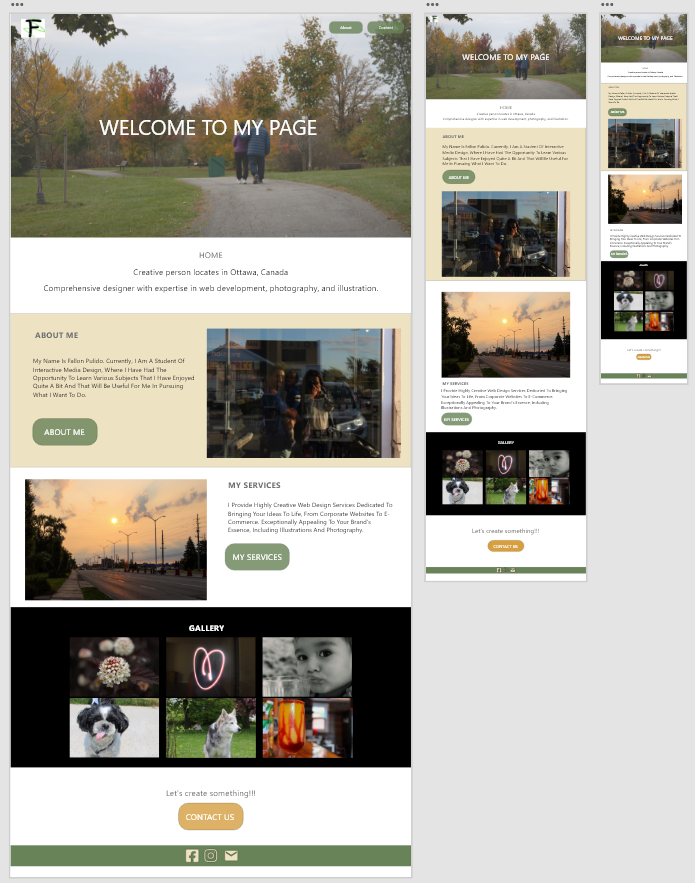 F
About
Contact
WELCOME TO MY PAGE
HOME
Creative person locates in Ottawa, Canada
Comprehensive designer with expertise in web development, photography, and illustration.
ABOUT ME
My Name Is Fallon Pulido. Currently, I Am A Student Of
Interactive Media Design, Where I Have Had The
Opportunity To Learn Various Subjects That I Have Enjoyed
Quite A Bit And That Will Be Useful For Me In Pursuing
What I Want To Do.
ABOUT ME
MY SERVICES
I Provide Highly Creative Web Design Services Dedicated To
Bringing Your Ideas To Life, From Corporate Websites To E-
Commerce. Exceptionally Appealing To Your Brand's
Essence, Including Illustrations And Photography.
MY SERVICES
GALLERY
Let's create something!!!
CONTACT US
WELCOME TO MY PAGE
HOME
Creative person locates in Ottawa, Canada
Comprehensive designer with expertise in web development, photography, and illustration.
ABOUT ME
My Name Is Fallon Pulido. Currently, I Am A Student Of Interactive
Media Design, Where I Have Had The Opportunity To Learn Various
Subjects That I Have Enjoyed Quite A Bit And That Will Be Useful For
Me In Pursuing What I Want To Do.
ABOUT ME
MY SERVICES
I Provide Highly Creative Web Design Services Dedicated To Bringing
Your Ideas To Life, From Corporate Websites To E-Commerce.
Exceptionally Appealing To Your Brand's Essence, Including
Illustrations And Photography.
MY SERVICES
GALLERY
Let's create something!!!
CONTACT US
WELCOME TO MY PAGE
HOME
ABOUT ME
Let's create something!!!